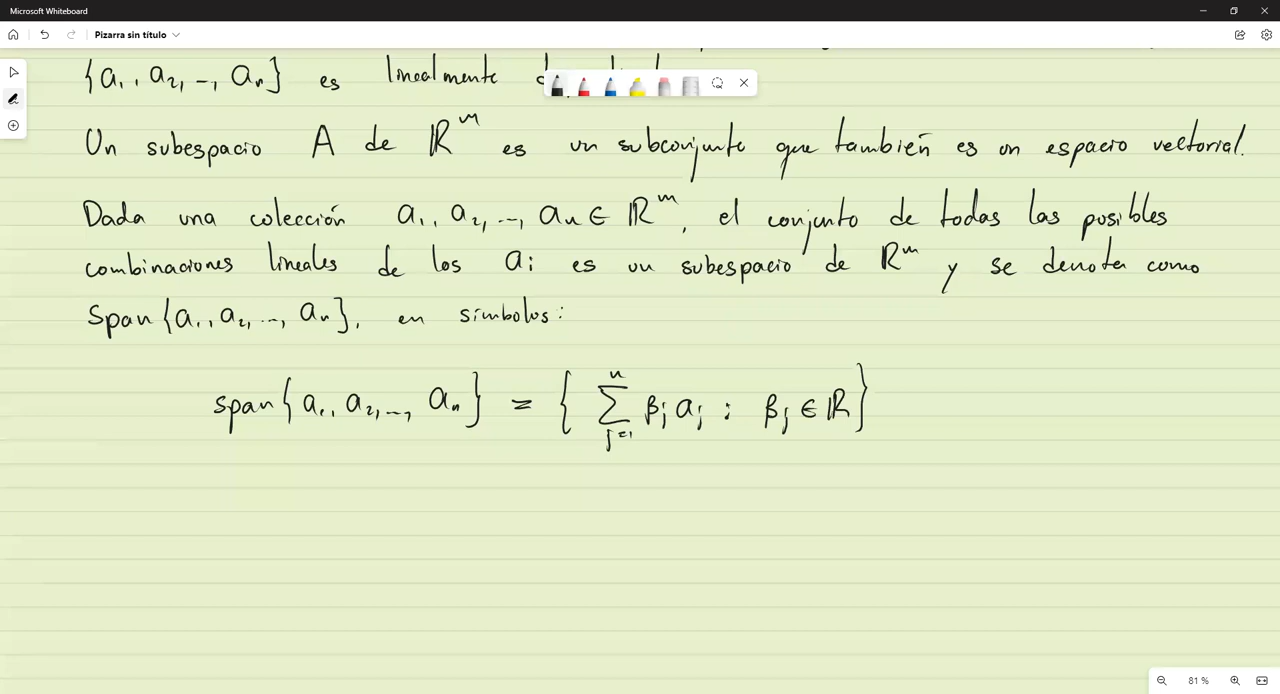 Microsoft Whiteboard
Pizarra sin título
{a₁, a₂, -, aₙ} es linealmente
Un subespacio A de ℝᵐ es un subconjunto que también es un espacio vectorial.
Dada una colección a₁, a₂, ..., aₙ ∈ ℝᵐ, el conjunto de todas las posibles
combinaciones lineales de los aᵢ es un subespacio de ℝᵐ y se denota como
Span{a₁, a₂, ..., aₙ}, en símbolos:
span{a₁, a₂, ..., aₙ} = { ∑ⱼ₌₁ⁿ βⱼ aⱼ : βⱼ ∈ ℝ }
81 %